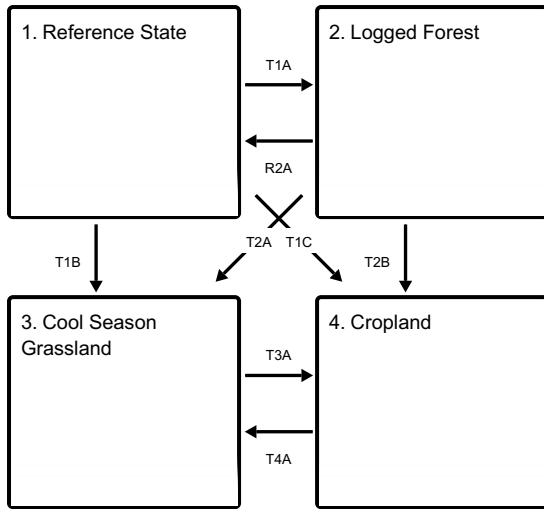 1. Reference State
2. Logged Forest
T1A
R2A
T2A
T1C
T1B
T2B
3. Cool Season
Grassland
4. Cropland
T3A
T4A